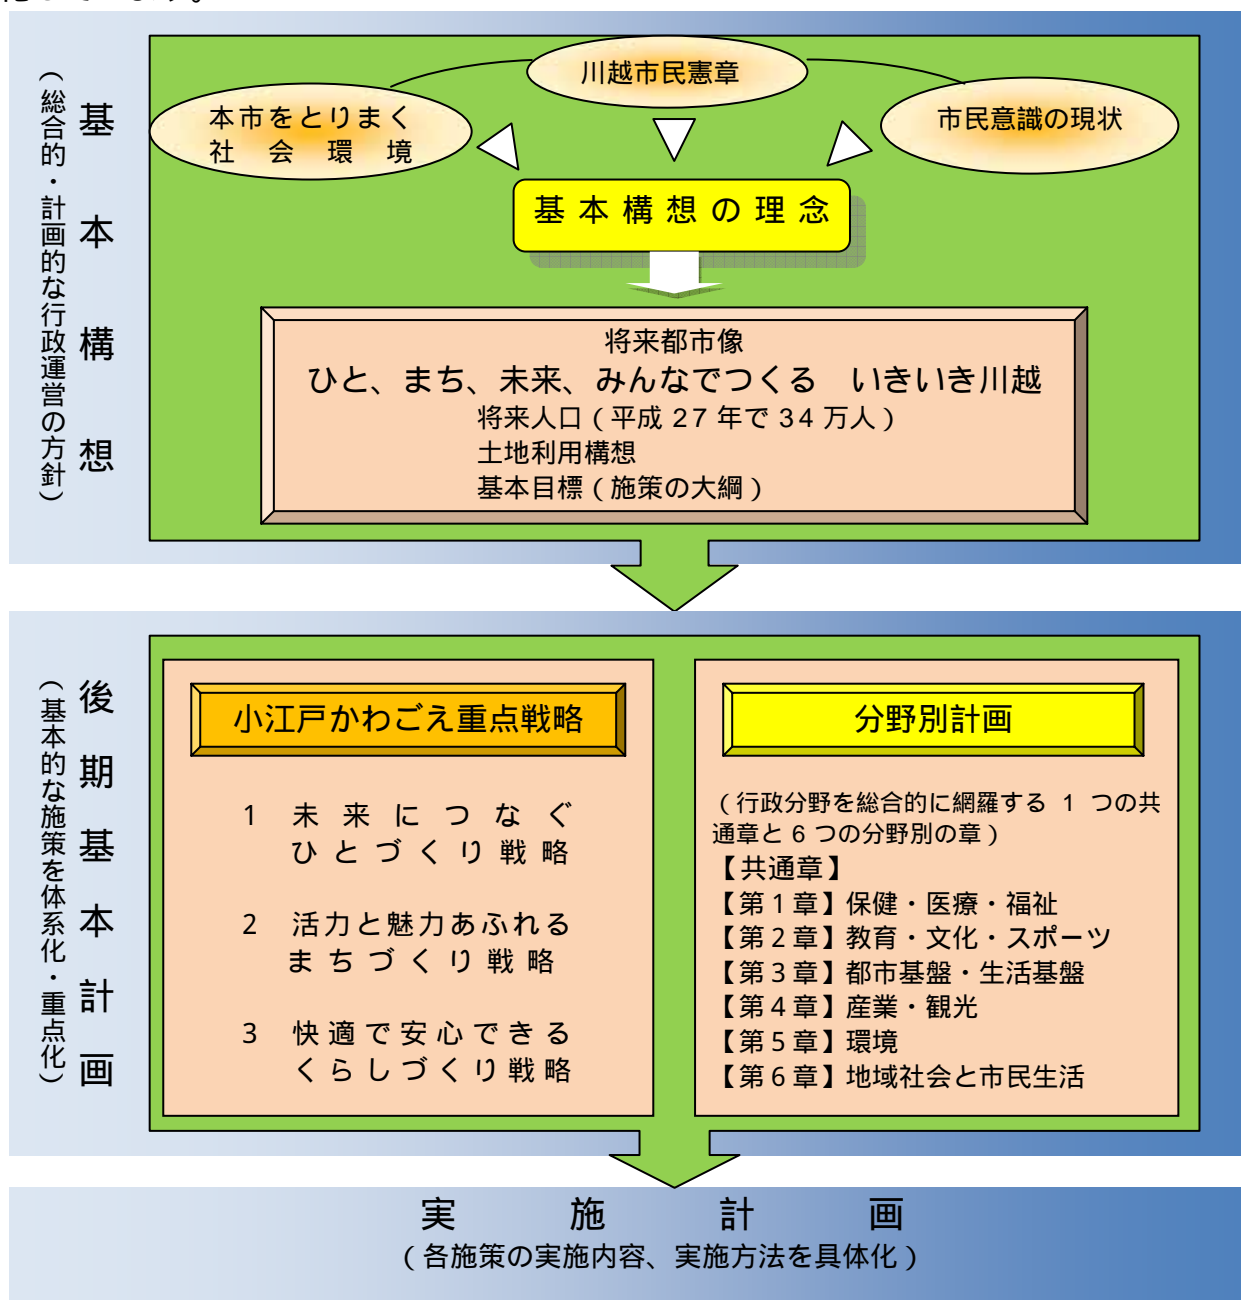 基本構想
（総合的・計画的な行政運営の方針）
川越市民憲章
本市をとりまく
社会環境
市民意識の現状
基本構想の理念
将来都市像
ひと、まち、未来、みんなでつくる　いきいき川越
将来人口（平成 27 年で 34 万人）
土地利用構想
基本目標（施策の大綱）
後期基本計画
（基本的な施策を体系化・重点化）
小江戸かわごえ重点戦略
1 未来につなぐ
ひとづくり戦略
2 活力と魅力あふれる
まちづくり戦略
3 快適で安心できる
くらしづくり戦略
分野別計画
（行政分野を総合的に網羅する 1 つの共
通章と 6 つの分野別の章）
【共通章】
【第1章】保健・医療・福祉
【第2章】教育・文化・スポーツ
【第3章】都市基盤・生活基盤
【第4章】産業・観光
【第5章】環境
【第6章】地域社会と市民生活
実施計画
（各施策の実施内容、実施方法を具体化）